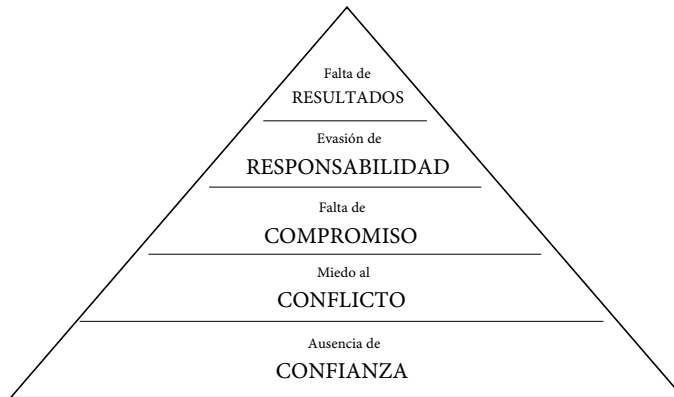 Falta de
RESULTADOS
Evasión de
RESPONSABILIDAD
Falta de
COMPROMISO
Miedo al
CONFLICTO
Ausencia de
CONFIANZA